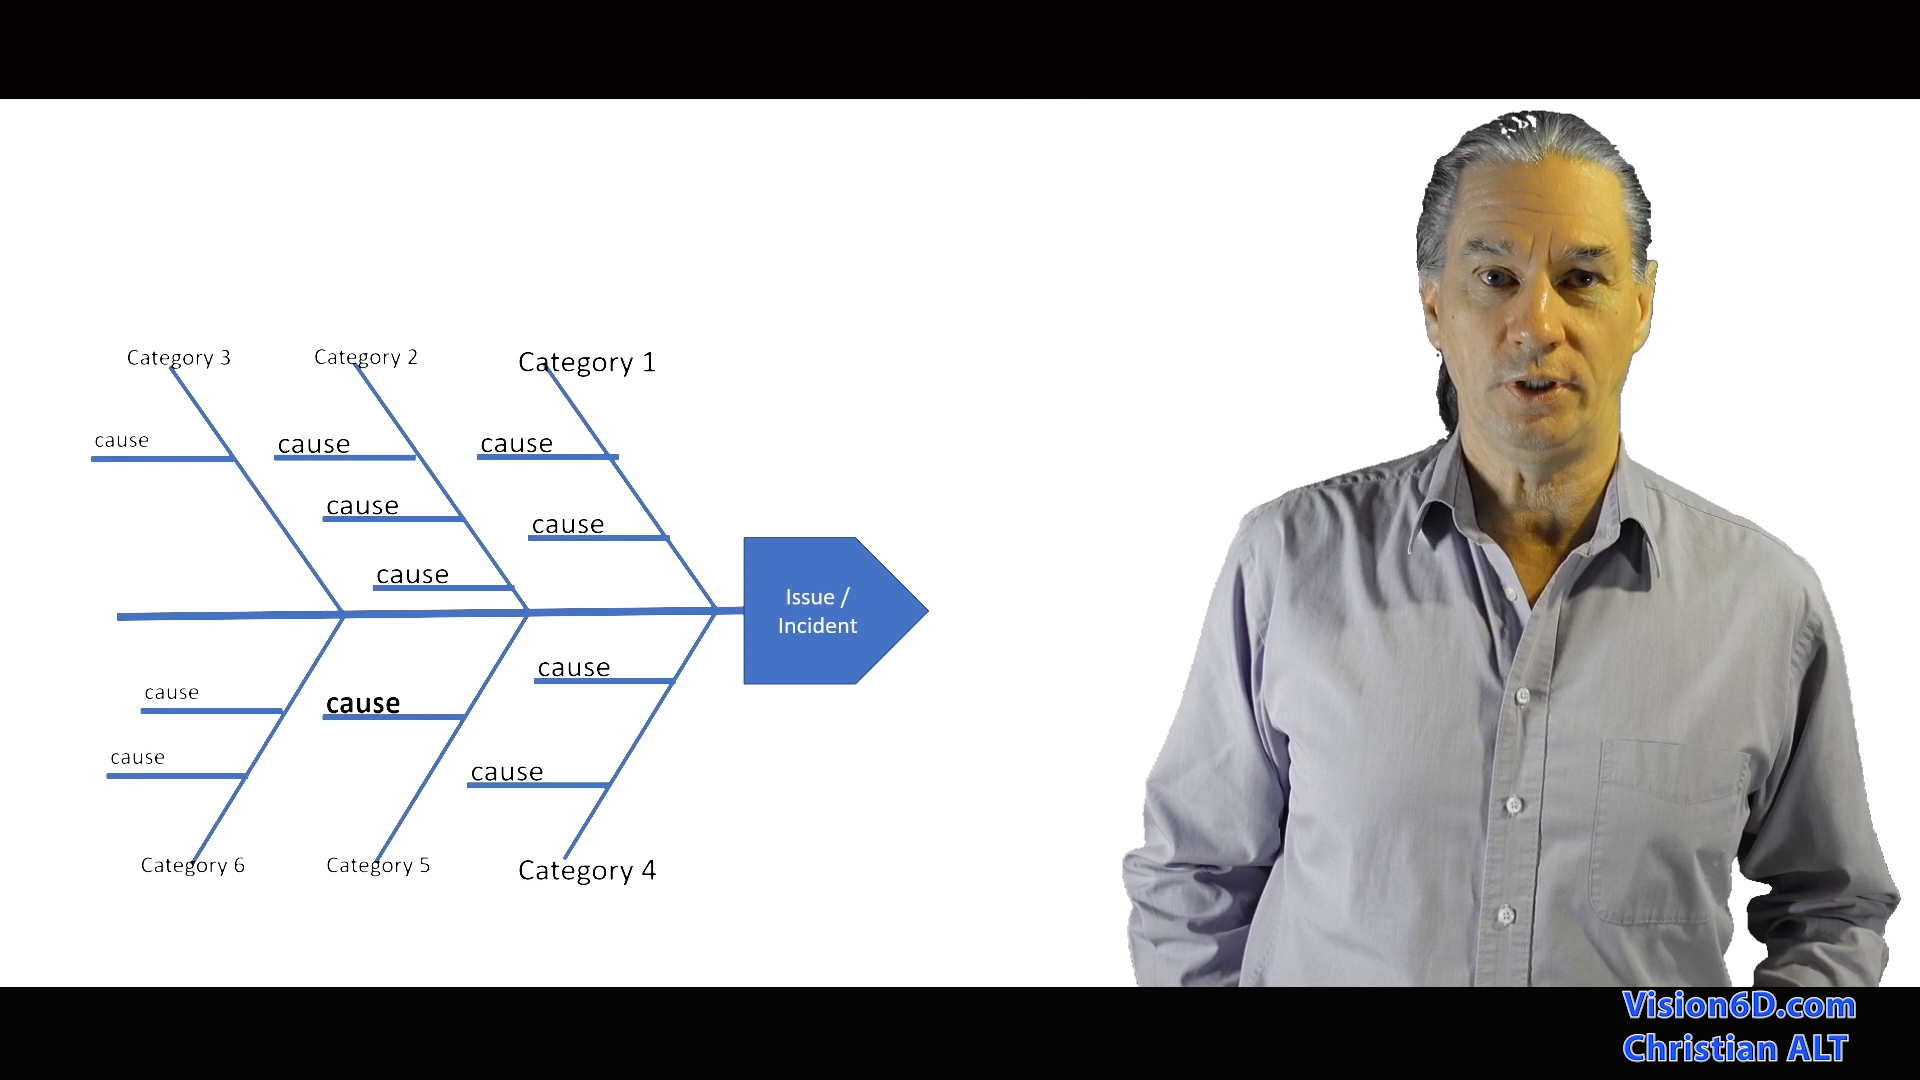 Category 3
Category 2
Category 1
cause
cause
cause
cause
cause
cause
Issue /
Incident
cause
cause
cause
cause
cause
Category 6
Category 5
Category 4
Vision6D.com
Christian ALT